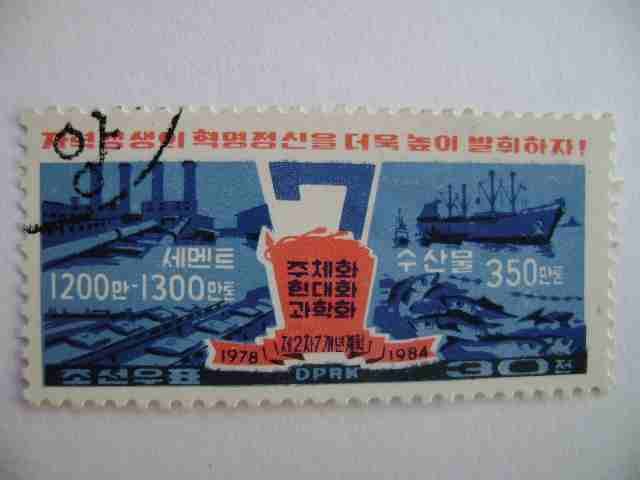 자력갱생의 혁명정신을 더욱 높이 발휘하자!
7
세멘트
1200만-1300만톤
수산물
350만톤
주체화
현대화
과학화
제2차7개년계획
1978
1984
조선우표
DPRK
30전